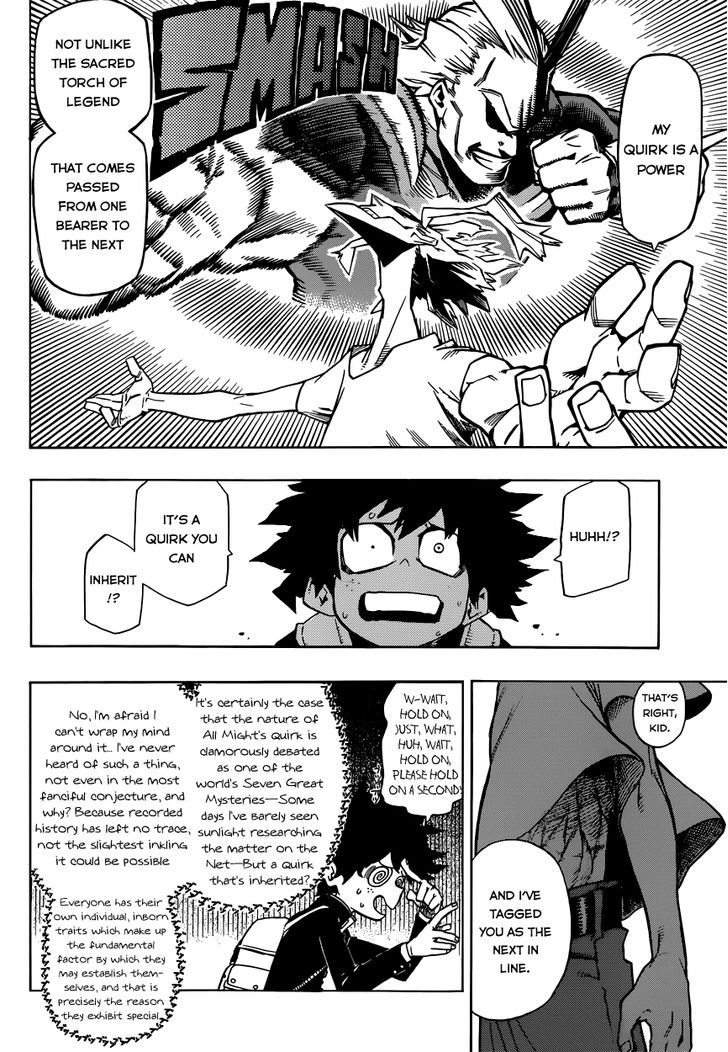 MY
QUIRK IS A
POWER
SMASH
NOT UNLIKE
THE SACRED
TORCH OF
LEGEND
THAT COMES
PASSED
FROM ONE
BEARER TO
THE NEXT
HUHH!?
IT'S A
QUIRK YOU
CAN
INHERIT
!?
THAT'S
RIGHT,
KID.
AND I'VE
TAGGED
YOU AS THE
NEXT IN
LINE.
W-WAIT,
HOLD ON,
JUST, WHAT,
HUH, WAIT,
HOLD ON,
PLEASE HOLD
ON A SECOND!
It's certainly the case
that the nature of
All Might's Quirk is
clamorously debated
as one of the
world's Seven Great
Mysteries—Some
days I've barely seen
sunlight researching
the matter on the
Net—But a Quirk
that's inherited?
No, I'm afraid I
can't wrap my mind
around it... I've never
heard of such a thing,
not even in the most
fanciful conjecture, and
why? Because recorded
history has left no trace,
not the slightest inkling
it could be possible
Everyone has their
own individual, inborn
traits which make up
the fundamental
factor by which they
may establish them-
selves, and that is
precisely the reason
they exhibit special